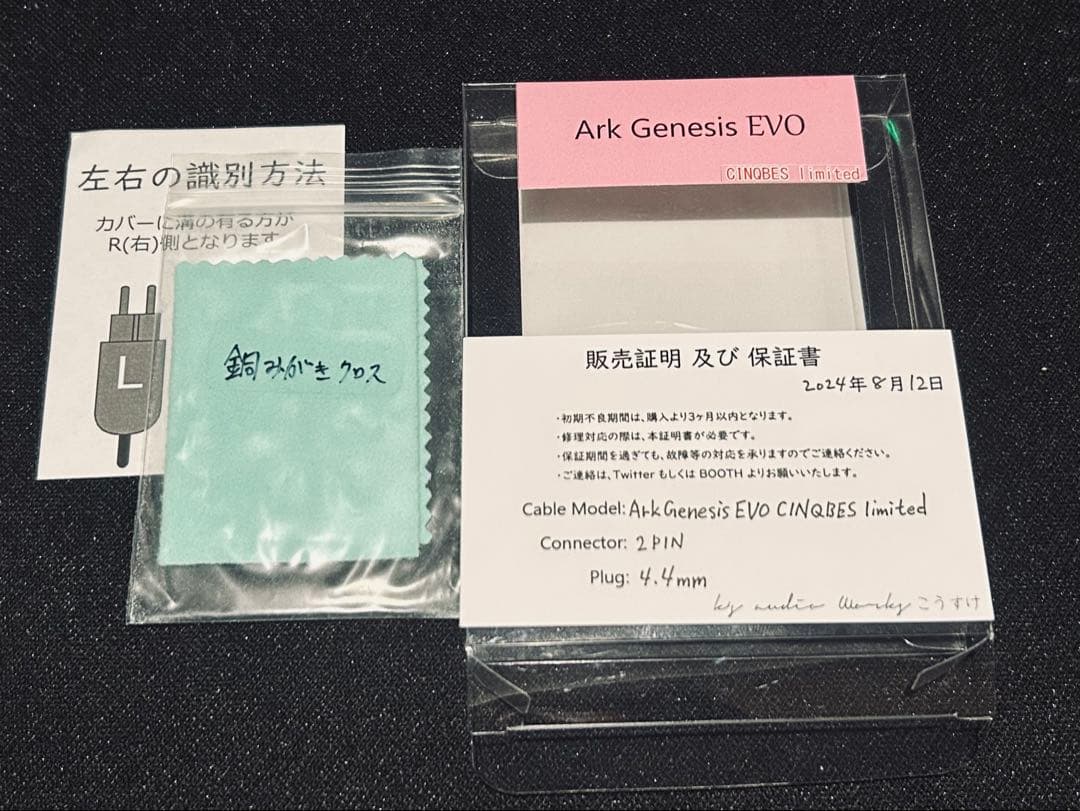 左右の識別方法
カバーに溝の有る方が
R(右)側となります
L
銅みがきクロス
Ark Genesis EVO
CINQBES limited
販売証明 及び 保証書
2024年8月12日
・初期不良期間は、購入より3ヶ月以内となります。
・修理対応の際は、本証明書が必要です。
・保証期間を過ぎても、故障等の対応を承りますのでご連絡ください。
・ご連絡は、Twitter もしくは BOOTH よりお願いいたします。
Cable Model: Ark Genesis EVO CINQBES limited
Connector: 2PIN
Plug: 4.4mm
ky audio Works こうすけ